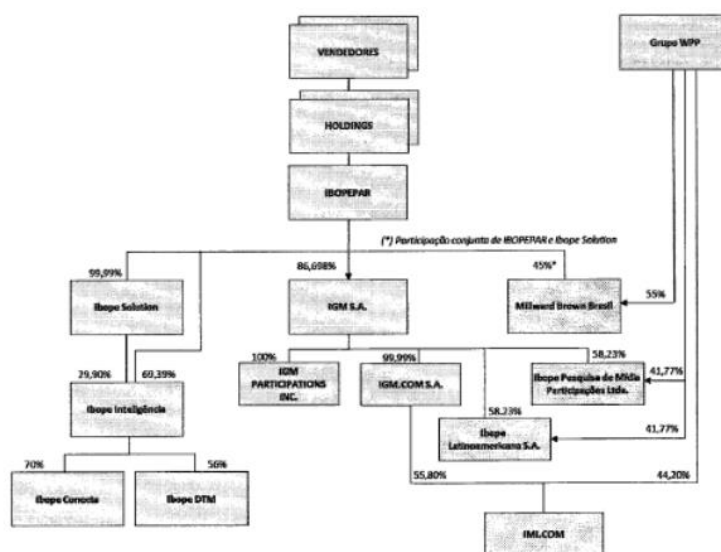 VENDEDORES
Grupo WPP
HOLDINGS
IBOPEPAR
(*) Participação conjunta de IBOPEPAR e Ibope Solution
99,99%
86,698%
45%*
Ibope Solution
IGM S.A.
Millward Brown Brasil
55%
29,90%
69,39%
100%
99,99%
58,23%
IGM
PARTICIPATIONS
INC.
IGM.COM S.A.
Ibope Pesquisa de Mídia
Participações Ltda.
41,77%
Ibope Inteligência
58,23%
Ibope
Latinoamericana S.A.
41,77%
70%
56%
55,80%
44,20%
Ibope Conecta
Ibope DTM
IMI.COM